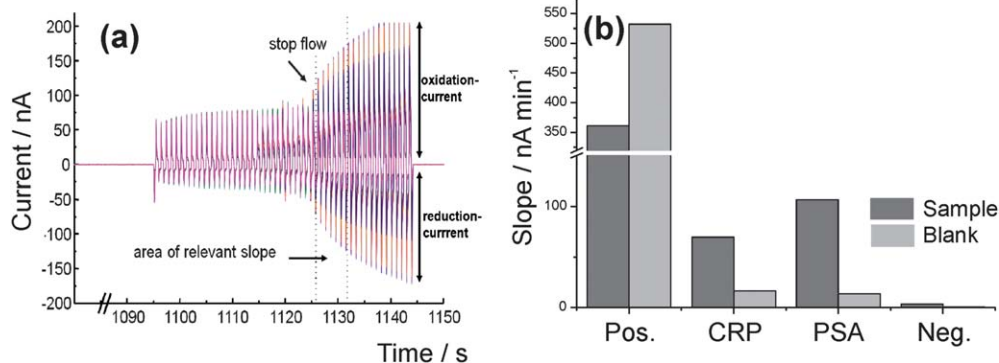 (a)
Current / nA
200
150
100
50
0
-50
-100
-150
-200
stop flow
oxidation-
current
reduction-
currrent
area of relevant slope
1090 1100 1110 1120 1130 1140 1150
Time / s
(b)
Slope / nA min⁻¹
550
500
450
400
350
100
0
Sample
Blank
Pos. CRP PSA Neg.